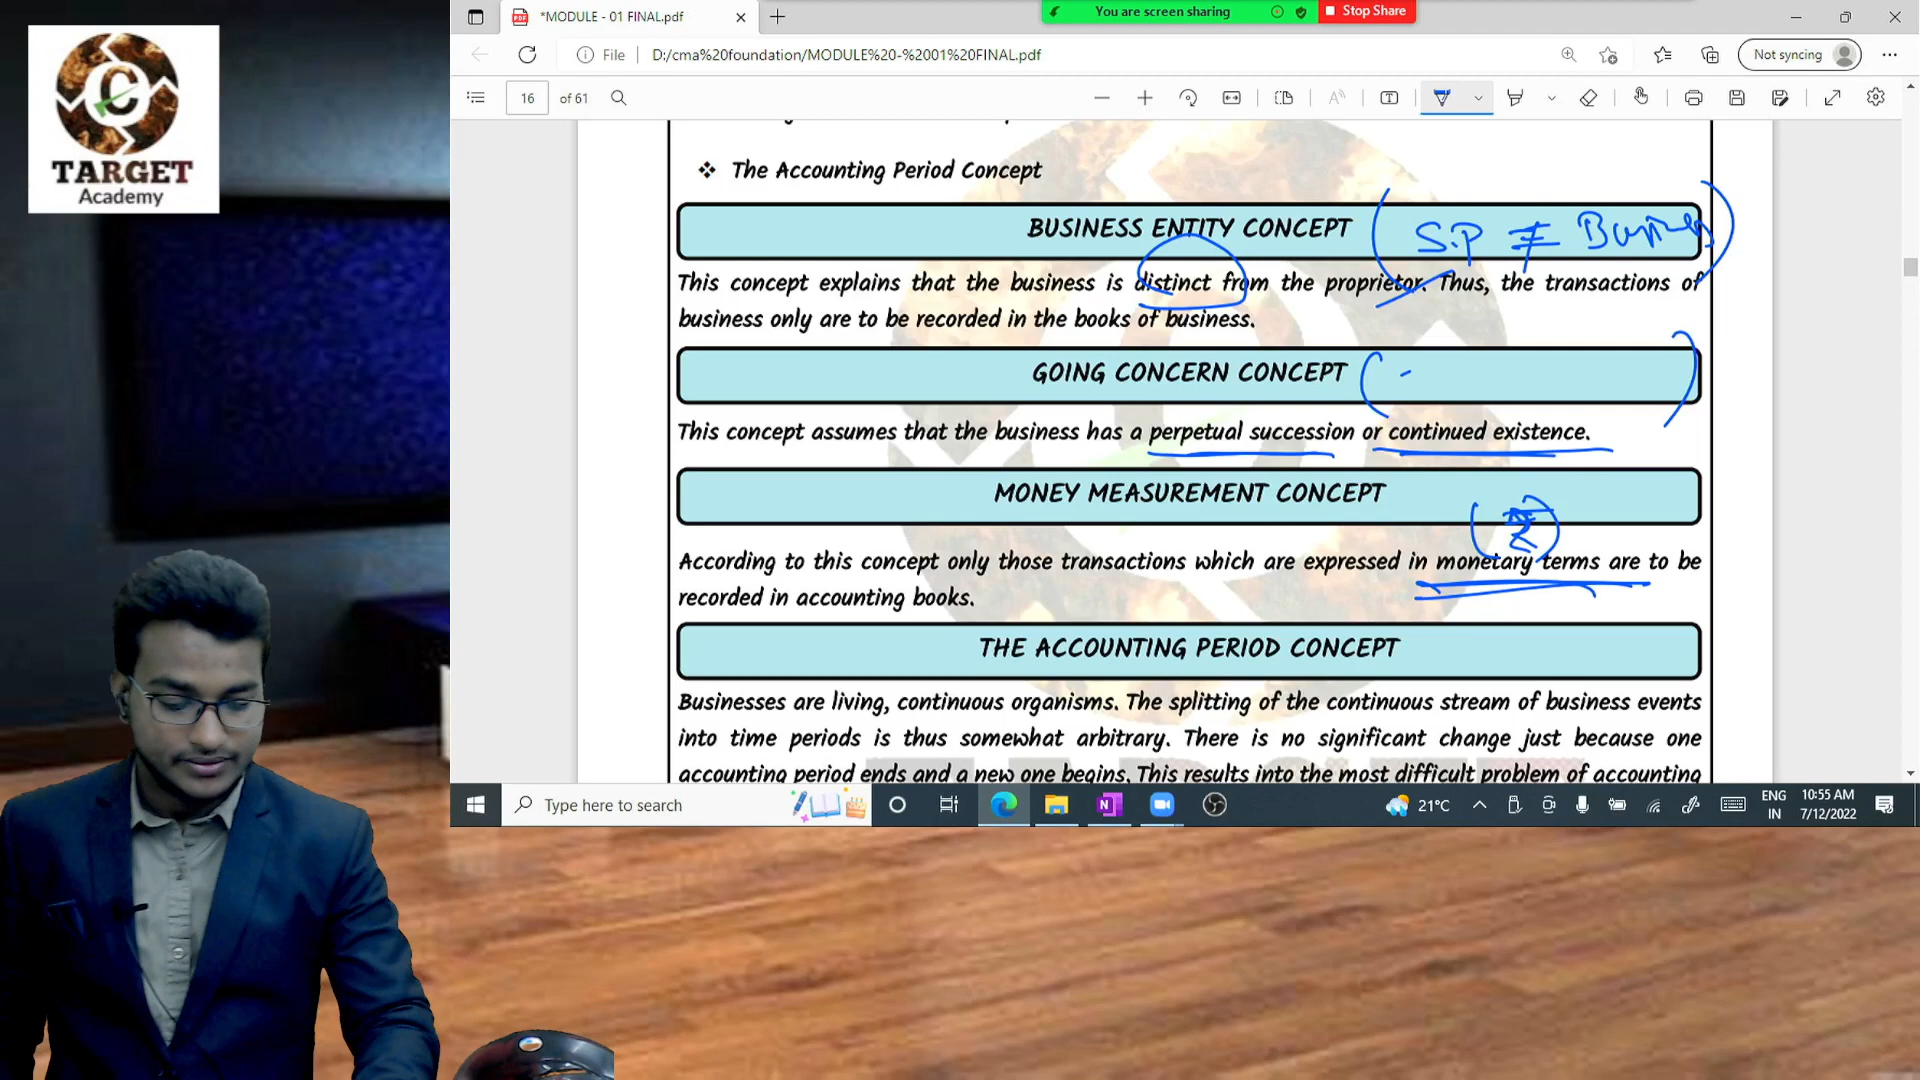 C
TARGET
Academy
*MODULE - 01 FINAL.pdf
You are screen sharing
Stop Share
File
D:/cma%20foundation/MODULE%20-%2001%20FINAL.pdf
Not syncing
16
of 61
❖ The Accounting Period Concept
BUSINESS ENTITY CONCEPT (S.P ≠ Business)
This concept explains that the business is distinct from the proprietor. Thus, the transactions of
business only are to be recorded in the books of business.
GOING CONCERN CONCEPT ( )
This concept assumes that the business has a perpetual succession or continued existence.
MONEY MEASUREMENT CONCEPT
(₹)
According to this concept only those transactions which are expressed in monetary terms are to be
recorded in accounting books.
THE ACCOUNTING PERIOD CONCEPT
Businesses are living, continuous organisms. The splitting of the continuous stream of business events
into time periods is thus somewhat arbitrary. There is no significant change just because one
accounting period ends and a new one begins. This results into the most difficult problem of accounting
Type here to search
21°C
ENG
IN
10:55 AM
7/12/2022